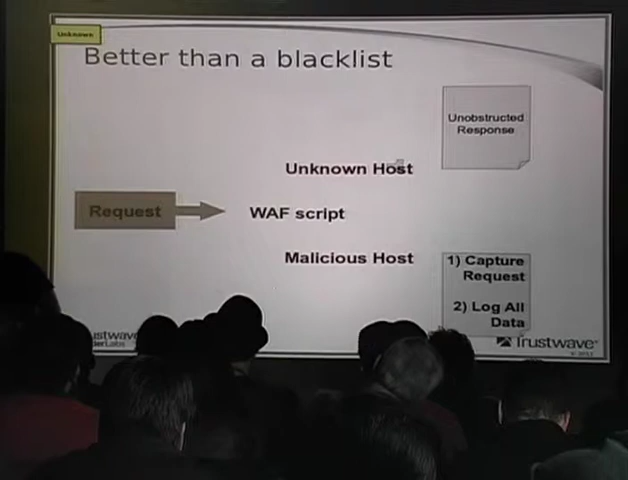 Unknown
Better than a blacklist
Unobstructed
Response
Unknown Host
Request
WAF script
Malicious Host
1) Capture
Request
2) Log All
Data
Trustwave